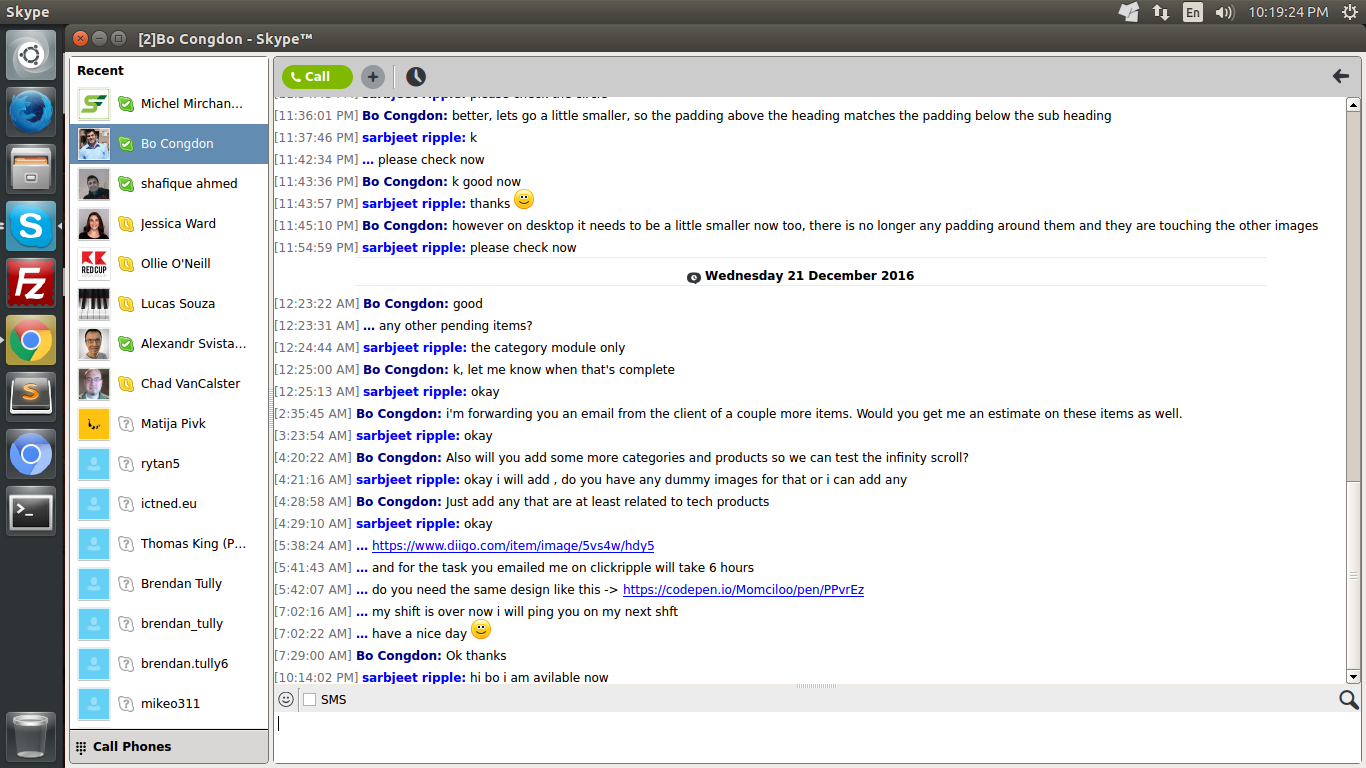 Skype
En
10:19:24 PM
[2]Bo Congdon - Skype™
Recent
Michel Mirchan...
Bo Congdon
shafique ahmed
Jessica Ward
RED CUP
Ollie O'Neill
Lucas Souza
Alexandr Svista...
Chad VanCalster
Matija Pivk
rytan5
ictned.eu
Thomas King (P...
Brendan Tully
brendan_tully
brendan.tully6
mikeo311
Call Phones
Call
[11:36:01 PM] Bo Congdon: better, lets go a little smaller, so the padding above the heading matches the padding below the sub heading
[11:37:46 PM] sarbjeet ripple: k
[11:42:34 PM] ... please check now
[11:43:36 PM] Bo Congdon: k good now
[11:43:57 PM] sarbjeet ripple: thanks
[11:45:10 PM] Bo Congdon: however on desktop it needs to be a little smaller now too, there is no longer any padding around them and they are touching the other images
[11:54:59 PM] sarbjeet ripple: please check now
Wednesday 21 December 2016
[12:23:22 AM] Bo Congdon: good
[12:23:31 AM] ... any other pending items?
[12:24:44 AM] sarbjeet ripple: the category module only
[12:25:00 AM] Bo Congdon: k, let me know when that's complete
[12:25:13 AM] sarbjeet ripple: okay
[2:35:45 AM] Bo Congdon: i'm forwarding you an email from the client of a couple more items. Would you get me an estimate on these items as well.
[3:23:54 AM] sarbjeet ripple: okay
[4:20:22 AM] Bo Congdon: Also will you add some more categories and products so we can test the infinity scroll?
[4:21:16 AM] sarbjeet ripple: okay i will add , do you have any dummy images for that or i can add any
[4:28:58 AM] Bo Congdon: Just add any that are at least related to tech products
[4:29:10 AM] sarbjeet ripple: okay
[5:38:24 AM] ... https://www.diigo.com/item/image/5vs4w/hdy5
[5:41:43 AM] ... and for the task you emailed me on clickripple will take 6 hours
[5:42:07 AM] ... do you need the same design like this -> https://codepen.io/Momciloo/pen/PPvrEz
[7:02:16 AM] ... my shift is over now i will ping you on my next shft
[7:02:22 AM] ... have a nice day
[7:29:00 AM] Bo Congdon: Ok thanks
[10:14:02 PM] sarbjeet ripple: hi bo i am avilable now
SMS